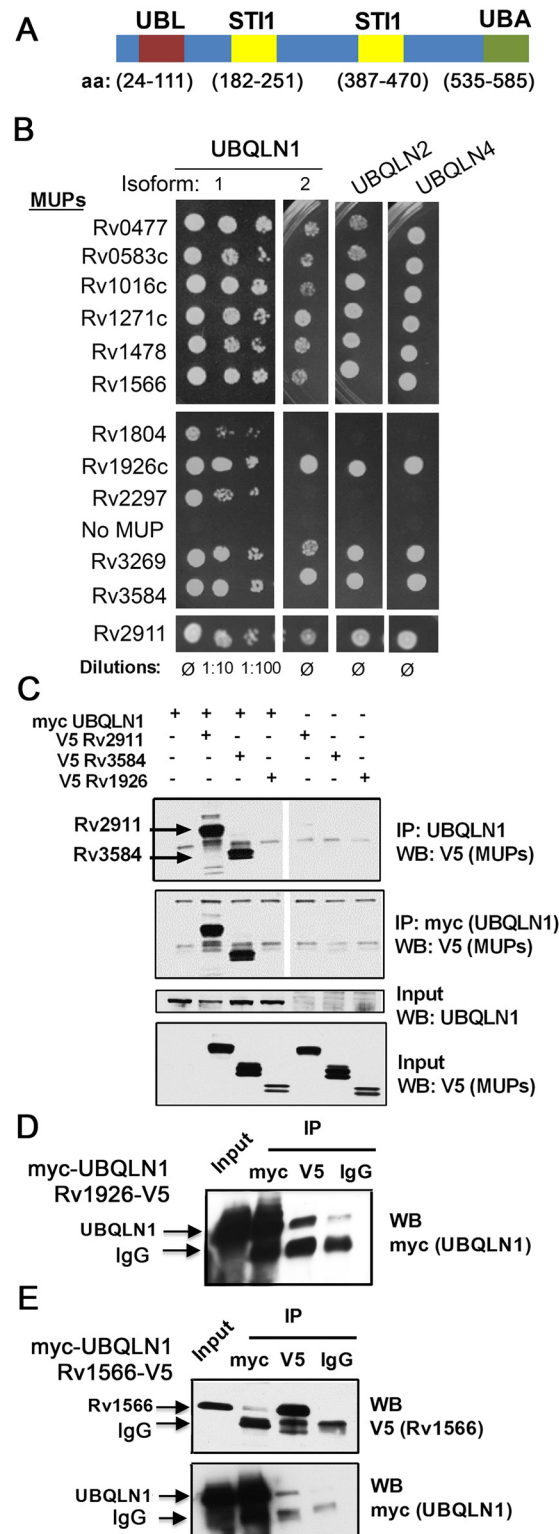 A
UBL STI1 STI1 UBA
aa: (24-111) (182-251) (387-470) (535-585)
B
UBQLN1
Isoform: 1 2 UBQLN2 UBQLN4
MUPs
Rv0477
Rv0583c
Rv1016c
Rv1271c
Rv1478
Rv1566
Rv1804
Rv1926c
Rv2297
No MUP
Rv3269
Rv3584
Rv2911
Dilutions: Ø 1:10 1:100 Ø Ø Ø
C
myc UBQLN1 + + + + - - -
V5 Rv2911 - + - - + - -
V5 Rv3584 - - + - - + -
V5 Rv1926 - - - + - - +
Rv2911
Rv3584
IP: UBQLN1
WB: V5 (MUPs)
IP: myc (UBQLN1)
WB: V5 (MUPs)
Input
WB: UBQLN1
Input
WB: V5 (MUPs)
D
IP
myc-UBQLN1
Rv1926-V5
Input myc V5 IgG
UBQLN1
IgG
WB
myc (UBQLN1)
E
IP
myc-UBQLN1
Rv1566-V5
Input myc V5 IgG
Rv1566
IgG
WB
V5 (Rv1566)
UBQLN1
IgG
WB
myc (UBQLN1)